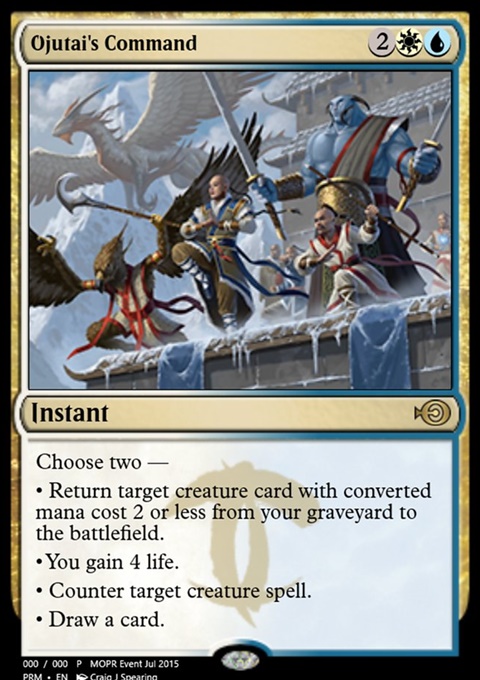 Ojutai's Command 2
Instant
Choose two —
• Return target creature card with converted
mana cost 2 or less from your graveyard to
the battlefield.
•You gain 4 life.
• Counter target creature spell.
• Draw a card.
000 / 000 P MOPR Event Jul 2015
PRM • EN Craig J Spearing